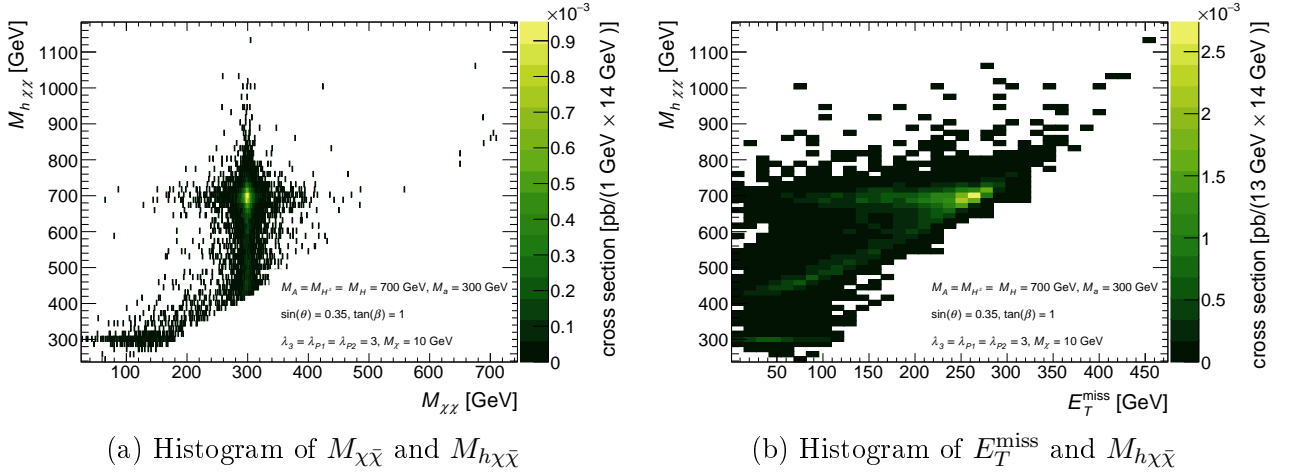 ×10⁻³
M_{h χχ} [GeV]
1100
1000
900
800
700
600
500
400
300
100 200 300 400 500 600 700
M_{χχ} [GeV]
M_A = M_{H^±} = M_H = 700 GeV, M_a = 300 GeV
sin(θ) = 0.35, tan(β) = 1
λ_3 = λ_{P1} = λ_{P2} = 3, M_χ = 10 GeV
0.9
0.8
0.7
0.6
0.5
0.4
0.3
0.2
0.1
0
cross section [pb/(1 GeV × 14 GeV )]
(a) Histogram of M_{χχ̄} and M_{hχχ̄}
×10⁻³
M_{h χχ} [GeV]
1100
1000
900
800
700
600
500
400
300
50 100 150 200 250 300 350 400 450
E_T^{miss} [GeV]
M_A = M_{H^±} = M_H = 700 GeV, M_a = 300 GeV
sin(θ) = 0.35, tan(β) = 1
λ_3 = λ_{P1} = λ_{P2} = 3, M_χ = 10 GeV
2.5
2
1.5
1
0.5
0
cross section [pb/(13 GeV × 14 GeV )]
(b) Histogram of E_T^{miss} and M_{hχχ̄}